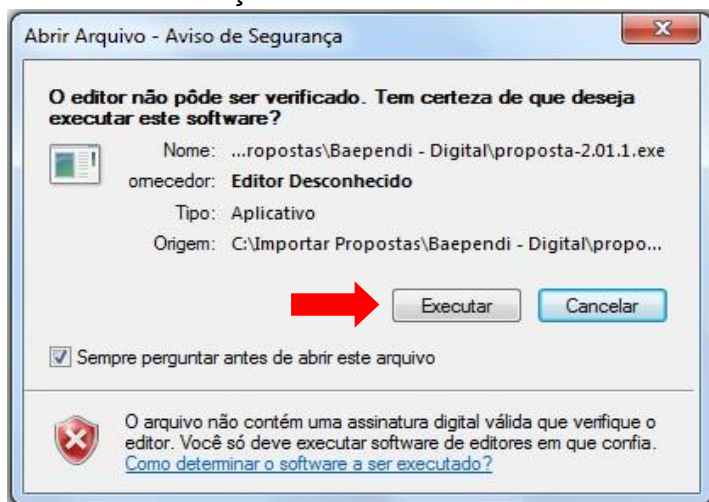 Abrir Arquivo - Aviso de Segurança
O editor não pôde ser verificado. Tem certeza de que deseja
executar este software?
Nome: ...ropostas\Baependi - Digital\proposta-2.01.1.exe
omecedor: Editor Desconhecido
Tipo: Aplicativo
Origem: C:\Importar Propostas\Baependi - Digital\propo...
Executar Cancelar
Sempre perguntar antes de abrir este arquivo
O arquivo não contém uma assinatura digital válida que verifique o
editor. Você só deve executar software de editores em que confia.
Como determinar o software a ser executado?